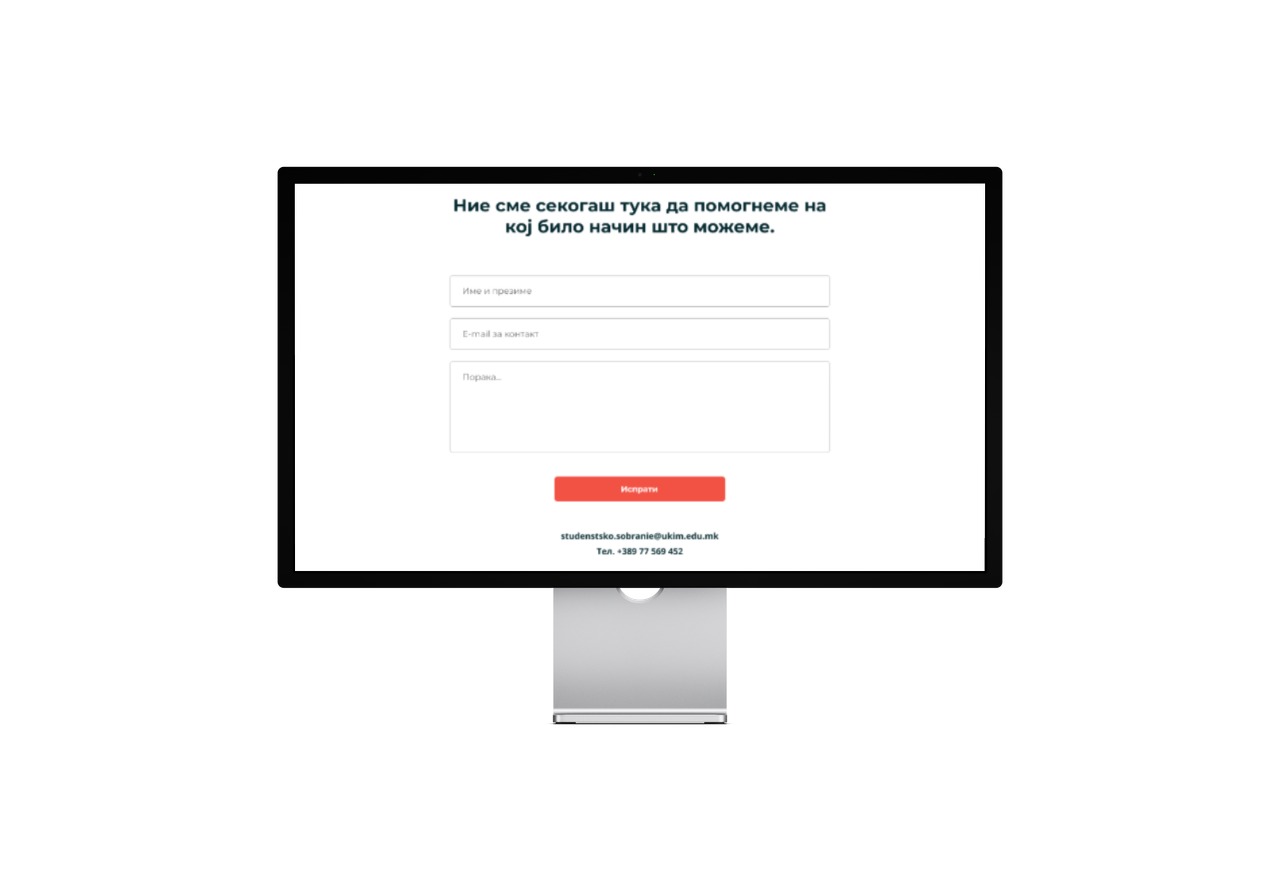 Ние сме секогаш тука да помогнеме на
кој било начин што можеме.
Име и презиме
E-mail за контакт
Порака...
Испрати
studenstsko.sobranie@ukim.edu.mk
Тел. +389 77 569 452